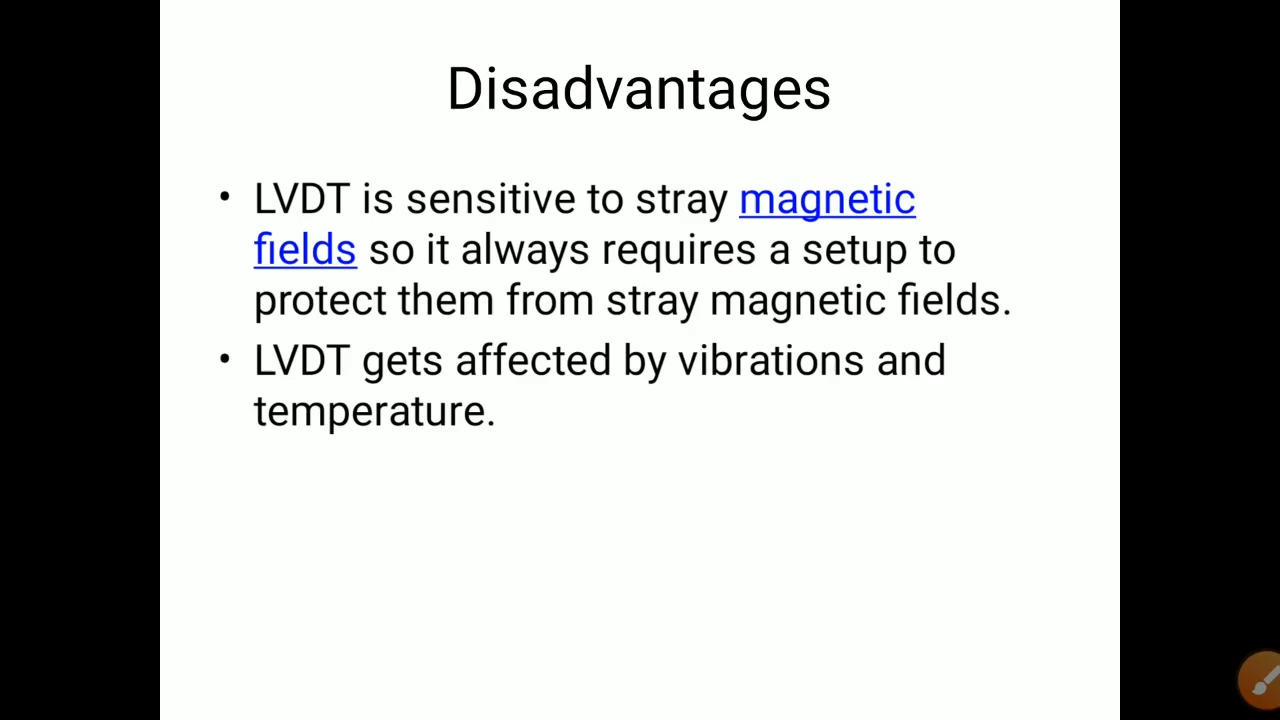 Disadvantages
• LVDT is sensitive to stray magnetic
fields so it always requires a setup to
protect them from stray magnetic fields.
• LVDT gets affected by vibrations and
temperature.